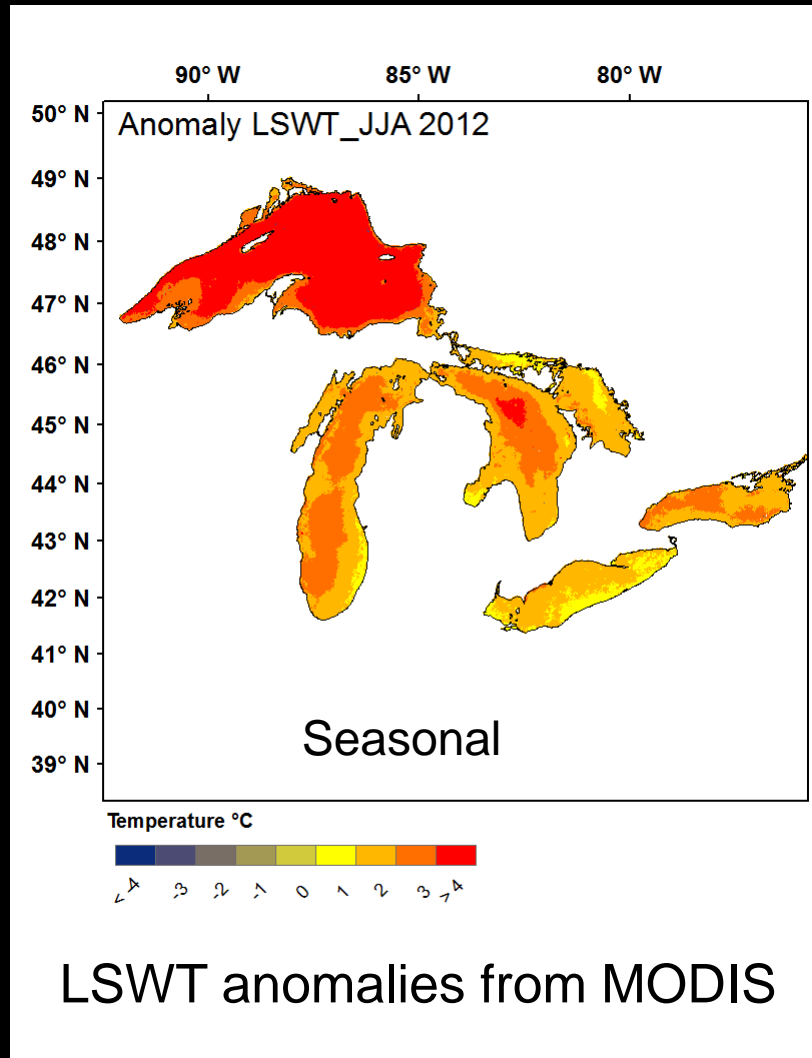 90° W 85° W 80° W
50° N
Anomaly LSWT_JJA 2012
49° N
48° N
47° N
46° N
45° N
44° N
43° N
42° N
41° N
40° N
Seasonal
39° N
Temperature °C
< -4 -3 -2 -1 0 1 2 3 > 4
LSWT anomalies from MODIS